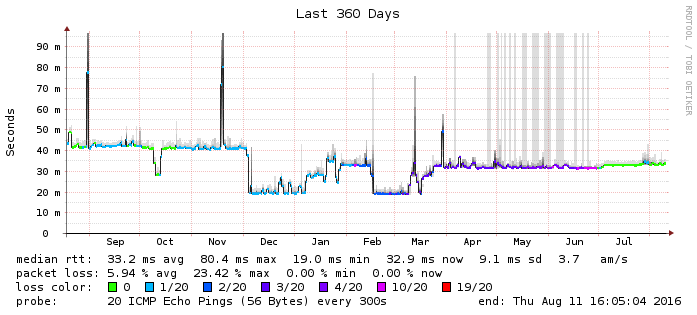 Last 360 Days
RRDTOOL / TOBI OETIKER
Seconds
90 m
80 m
70 m
60 m
50 m
40 m
30 m
20 m
10 m
0
Sep Oct Nov Dec Jan Feb Mar Apr May Jun Jul
median rtt: 33.2 ms avg 80.4 ms max 19.0 ms min 32.9 ms now 9.1 ms sd 3.7 am/s
packet loss: 5.94 % avg 23.42 % max 0.00 % min 0.00 % now
loss color: 0 1/20 2/20 3/20 4/20 10/20 19/20
probe: 20 ICMP Echo Pings (56 Bytes) every 300s end: Thu Aug 11 16:05:04 2016